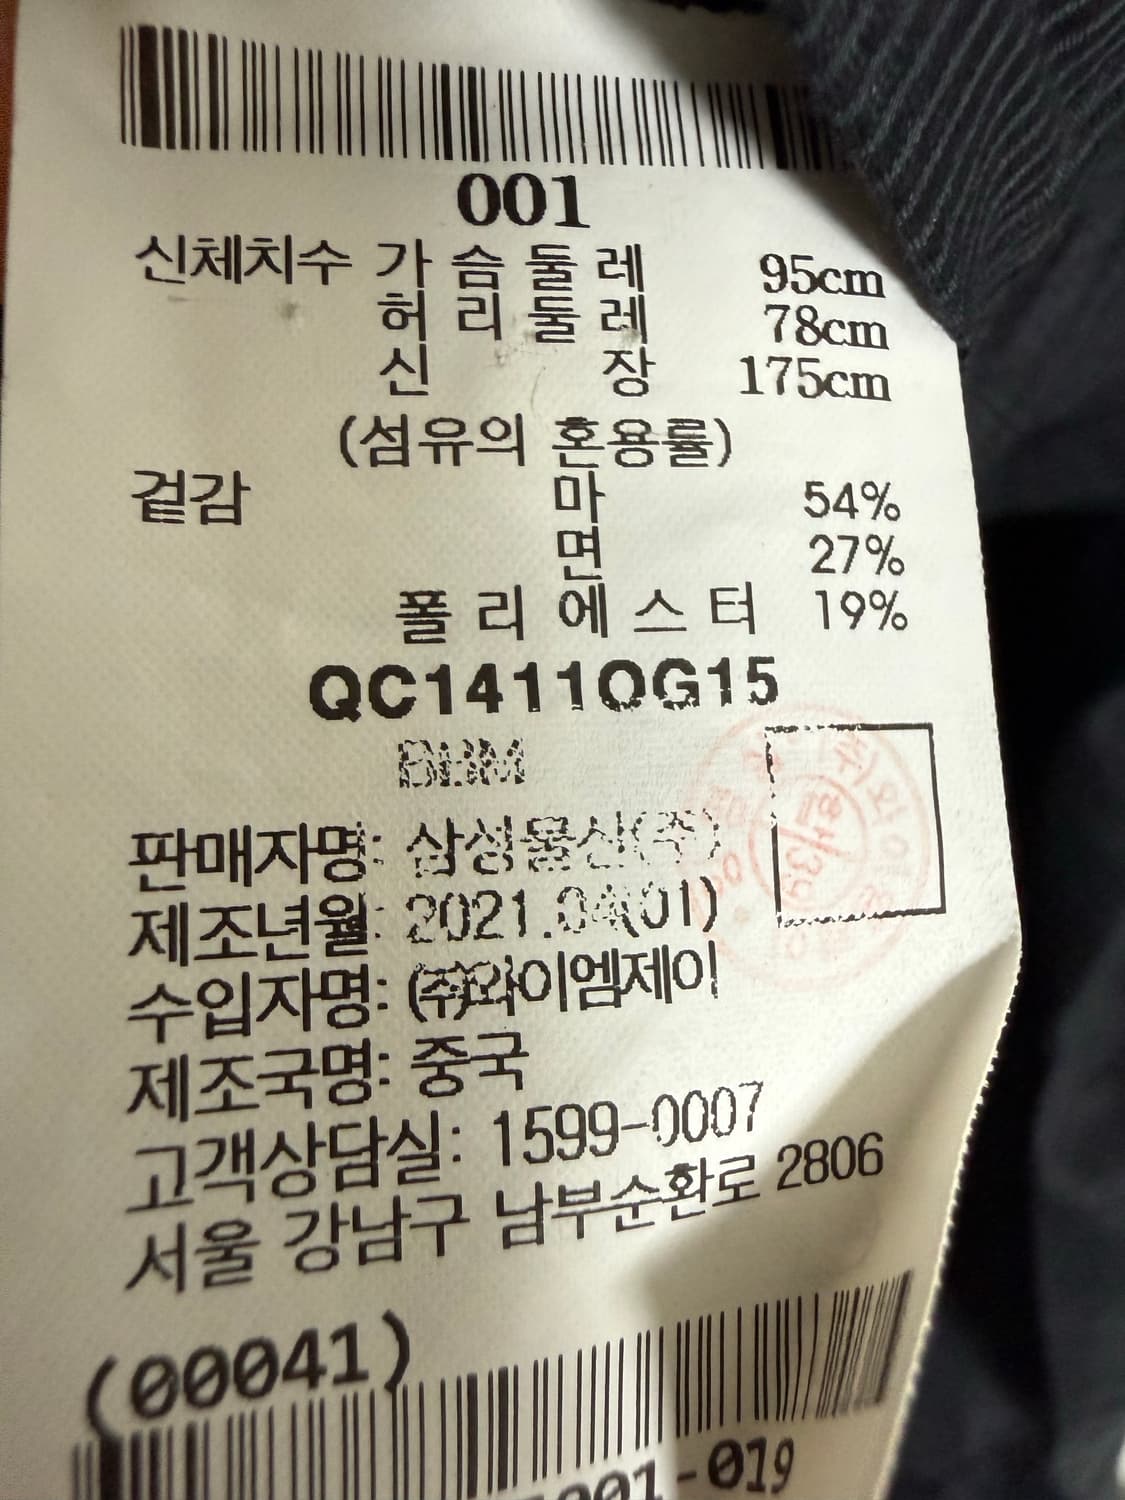 001
신체치수 가슴둘레 95cm
허리둘레 78cm
신장 175cm
(섬유의 혼용률)
겉감 마 54%
면 27%
폴리에스터 19%
QC1411OG15
판매자명: 삼성물산(주)
제조년월: 2021.04(01)
수입자명: (주)와이엠제이
제조국명: 중국
고객상담실: 1599-0007
서울 강남구 남부순환로 2806
(00041)
001-019